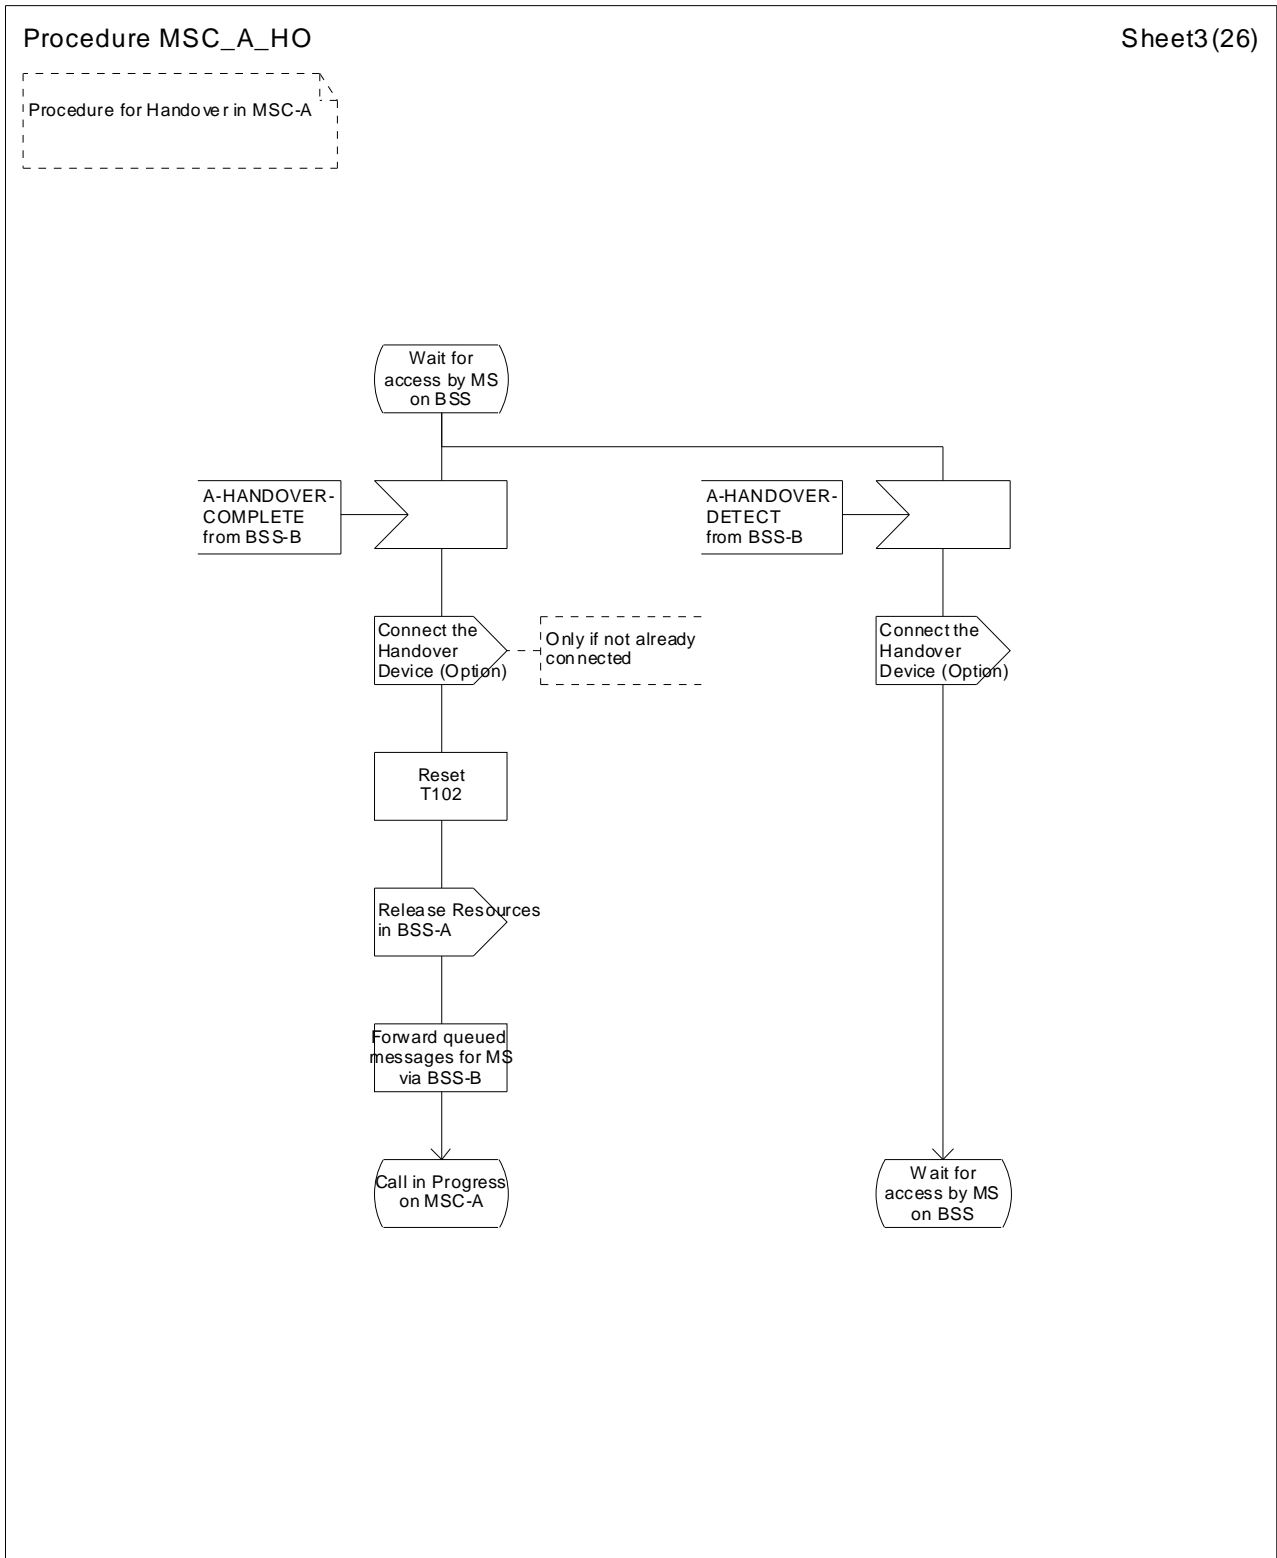 Procedure MSC_A_HO
Sheet3(26)
Procedure for Handover in MSC-A
Wait for
access by MS
on BSS
A-HANDOVER-
COMPLETE
from BSS-B
A-HANDOVER-
DETECT
from BSS-B
Connect the
Handover
Device (Option)
Only if not already
connected
Connect the
Handover
Device (Option)
Reset
T102
Release Resources
in BSS-A
Forward queued
messages for MS
via BSS-B
Call in Progress
on MSC-A
Wait for
access by MS
on BSS